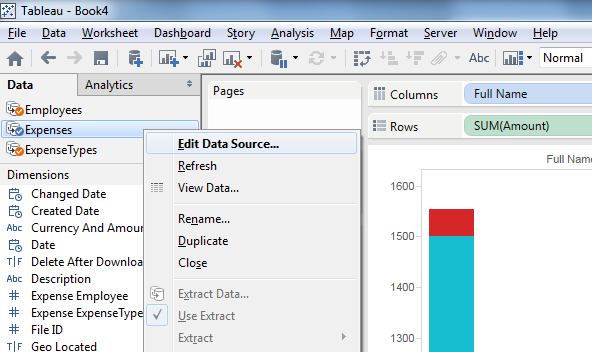 Tableau - Book4
File Data Worksheet Dashboard Story Analysis Map Format Server Window Help
Abc Normal
Data Analytics
Employees
Expenses
ExpenseTypes
Dimensions
Changed Date
Created Date
Abc Currency And Amoun
Date
T|F Delete After Downloa
Abc Description
# Expense Employee
# Expense ExpenseType
# File ID
T|F Geo Located
Edit Data Source...
Refresh
View Data...
Rename...
Duplicate
Close
Extract Data...
Use Extract
Extract
Pages
Columns Full Name
Rows SUM(Amount)
Full Name
1600
1500
1400
1300